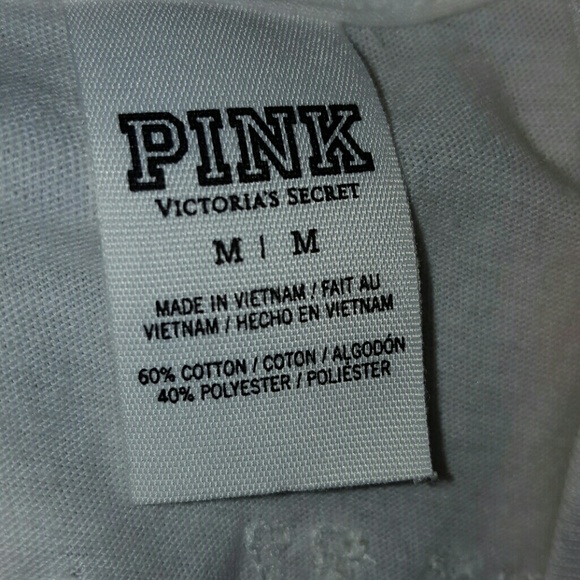 PINK
VICTORIA'S SECRET
M | M
MADE IN VIETNAM / FAIT AU
VIETNAM / HECHO EN VIETNAM
60% COTTON / COTON / ALGODÓN
40% POLYESTER / POLIÉSTER